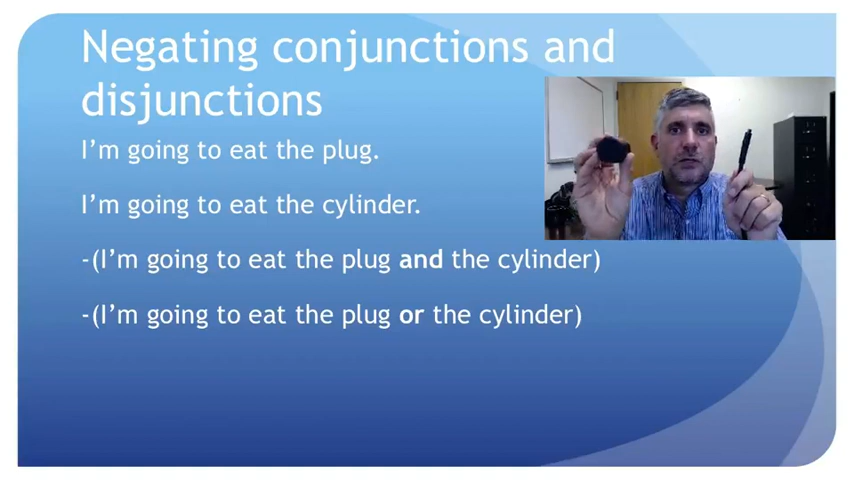 Negating conjunctions and
disjunctions
I’m going to eat the plug.
I’m going to eat the cylinder.
-(I’m going to eat the plug and the cylinder)
-(I’m going to eat the plug or the cylinder)